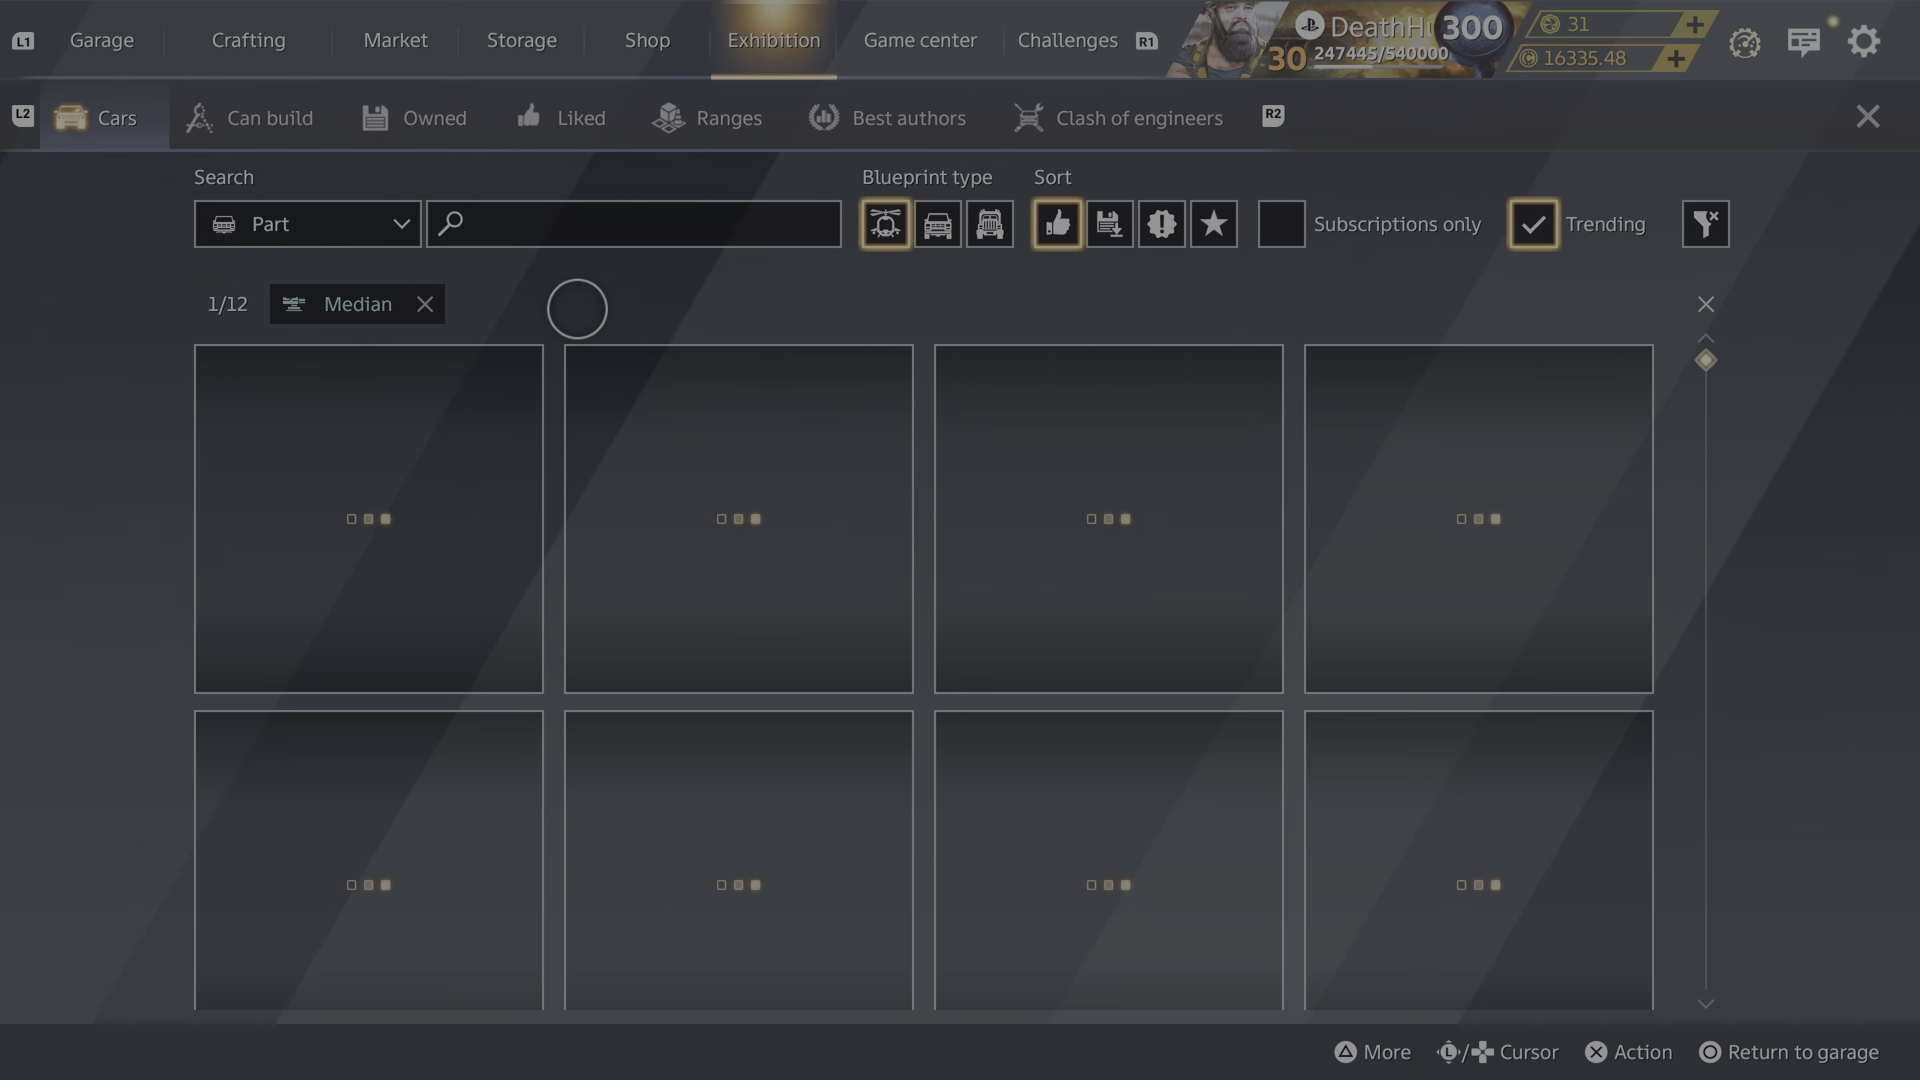 L1 Garage Crafting Market Storage Shop Exhibition Game center Challenges R1
300
31
30 247445/540000
16335.48
L2 Cars Can build Owned Liked Ranges Best authors Clash of engineers R2
Search Blueprint type Sort
Part Subscriptions only Trending
1/12 Median
More L / Cursor Action Return to garage